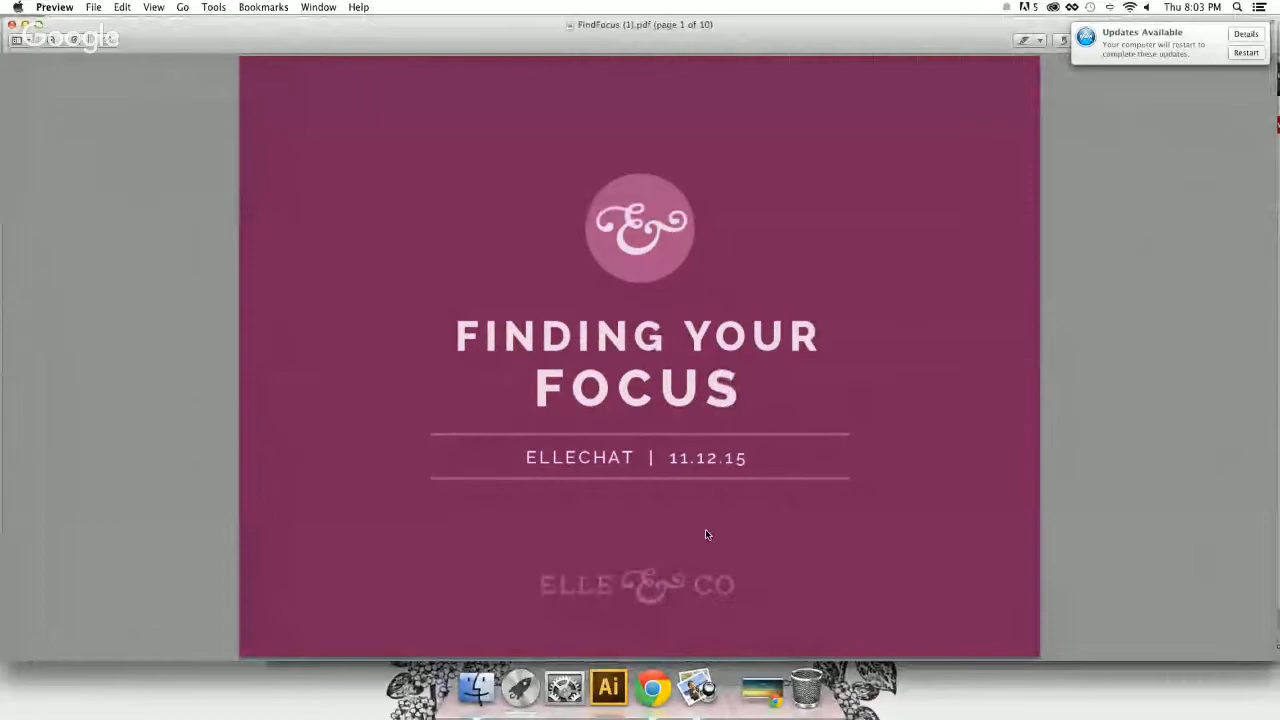 Preview File Edit View Go Tools Bookmarks Window Help
5
Thu 8:03 PM
FindFocus (1).pdf (page 1 of 10)
Google
Updates Available
Your computer will restart to
complete these updates.
Details
Restart
&
FINDING YOUR
FOCUS
ELLECHAT | 11.12.15
ELLE & CO
Ai